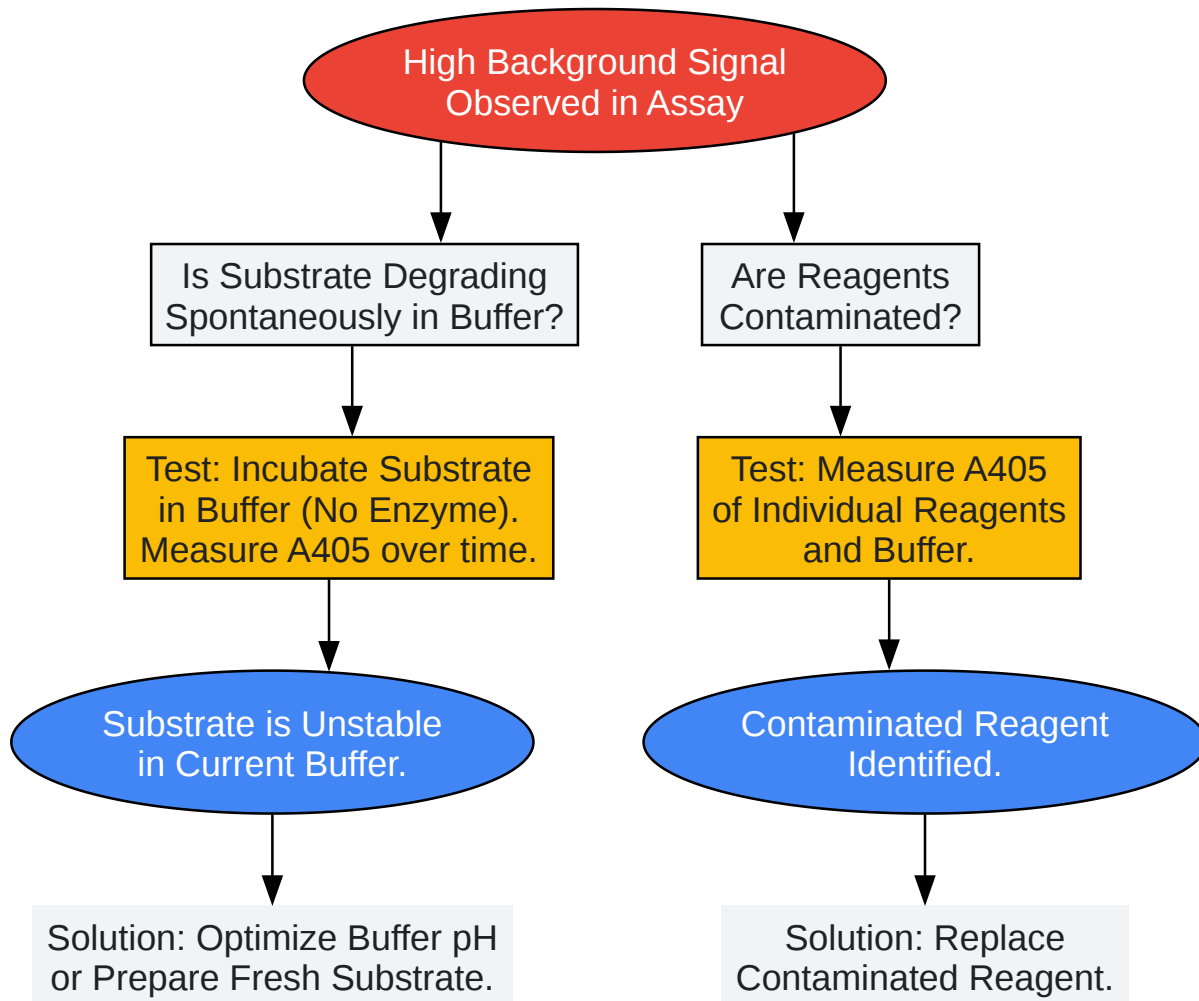 High Background Signal
Observed in Assay
Is Substrate Degrading
Spontaneously in Buffer?
Are Reagents
Contaminated?
Test: Incubate Substrate
in Buffer (No Enzyme).
Measure A405 over time.
Test: Measure A405
of Individual Reagents
and Buffer.
Substrate is Unstable
in Current Buffer.
Contaminated Reagent
Identified.
Solution: Optimize Buffer pH
or Prepare Fresh Substrate.
Solution: Replace
Contaminated Reagent.